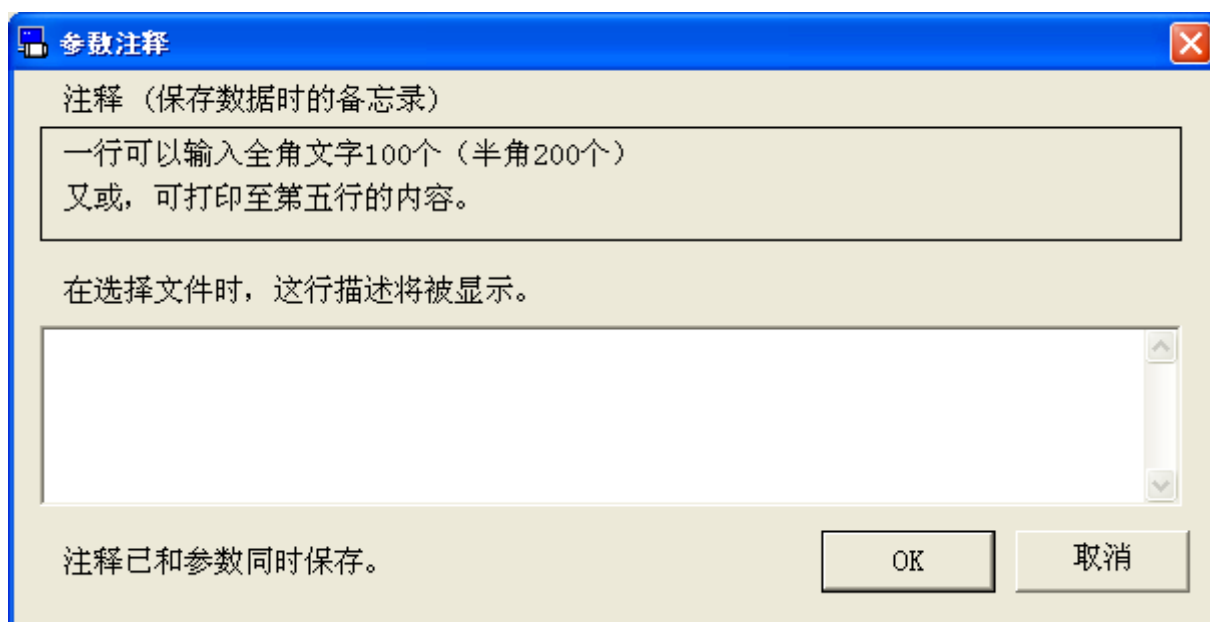 参数注释
注释（保存数据时的备忘录）
一行可以输入全角文字100个（半角200个）
又或，可打印至第五行的内容。
在选择文件时，这行描述将被显示。
注释已和参数同时保存。
OK
取消